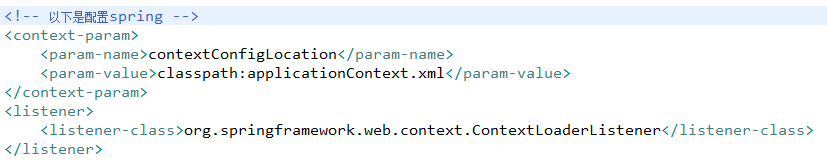 <!-- 以下是配置spring -->
<context-param>
    <param-name>contextConfigLocation</param-name>
    <param-value>classpath:applicationContext.xml</param-value>
</context-param>
<listener>
    <listener-class>org.springframework.web.context.ContextLoaderListener</listener-class>
</listener>